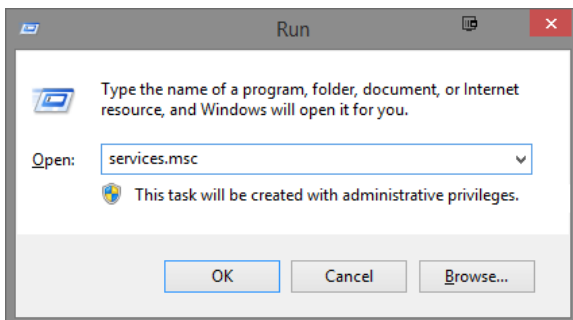 Run
Type the name of a program, folder, document, or Internet
resource, and Windows will open it for you.
Open: services.msc
This task will be created with administrative privileges.
OK Cancel Browse...